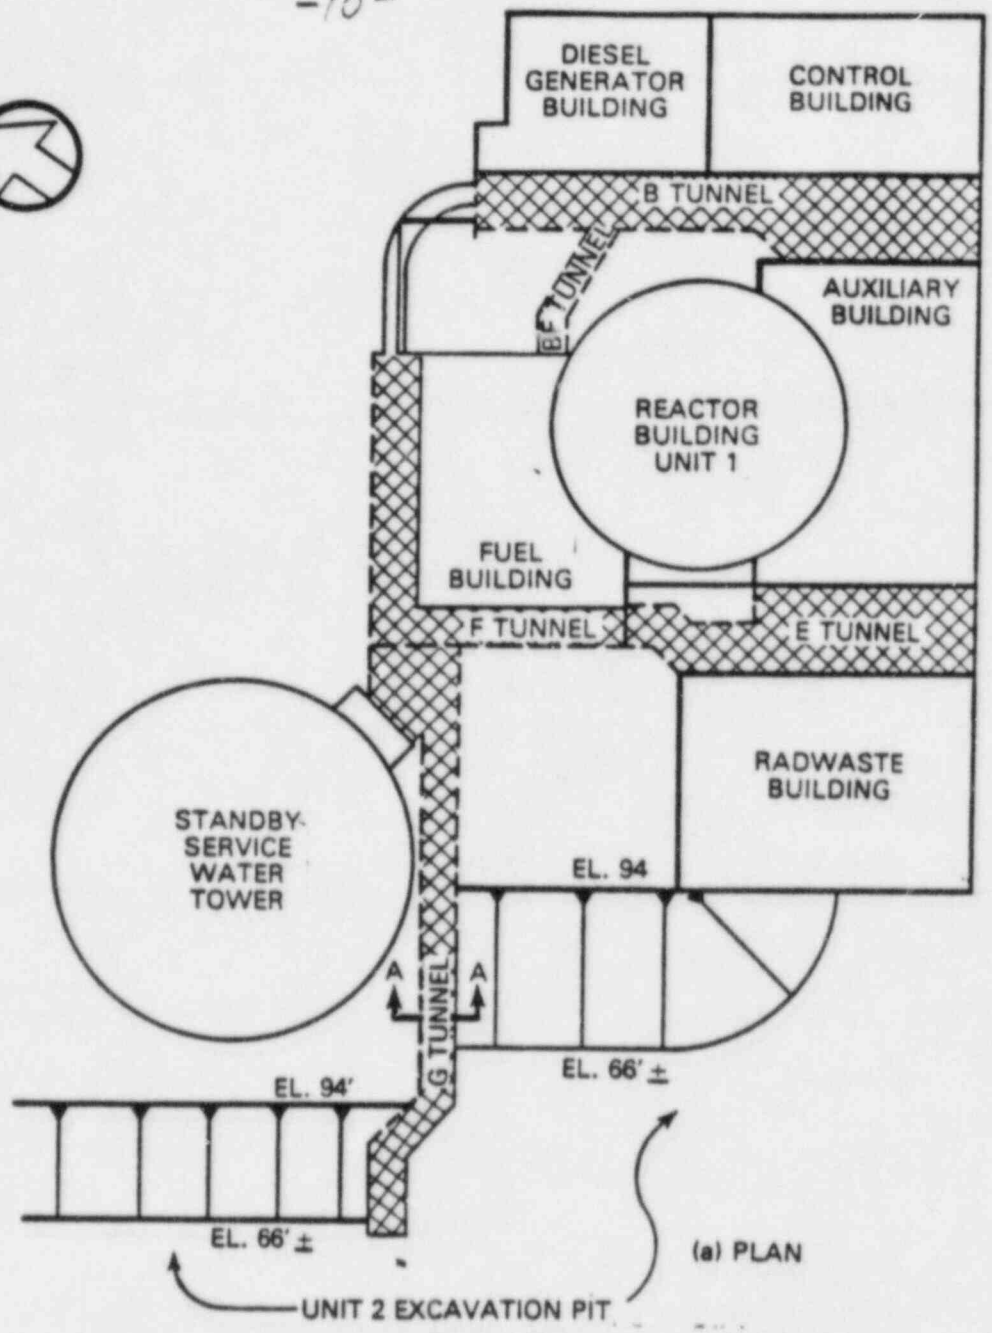 -10-
DIESEL
GENERATOR
BUILDING
CONTROL
BUILDING
B TUNNEL
BF TUNNEL
AUXILIARY
BUILDING
REACTOR
BUILDING
UNIT 1
FUEL
BUILDING
F TUNNEL
E TUNNEL
RADWASTE
BUILDING
STANDBY
SERVICE
WATER
TOWER
EL. 94
A
A
G TUNNEL
EL. 66' ±
EL. 94'
EL. 66' ±
(a) PLAN
UNIT 2 EXCAVATION PIT